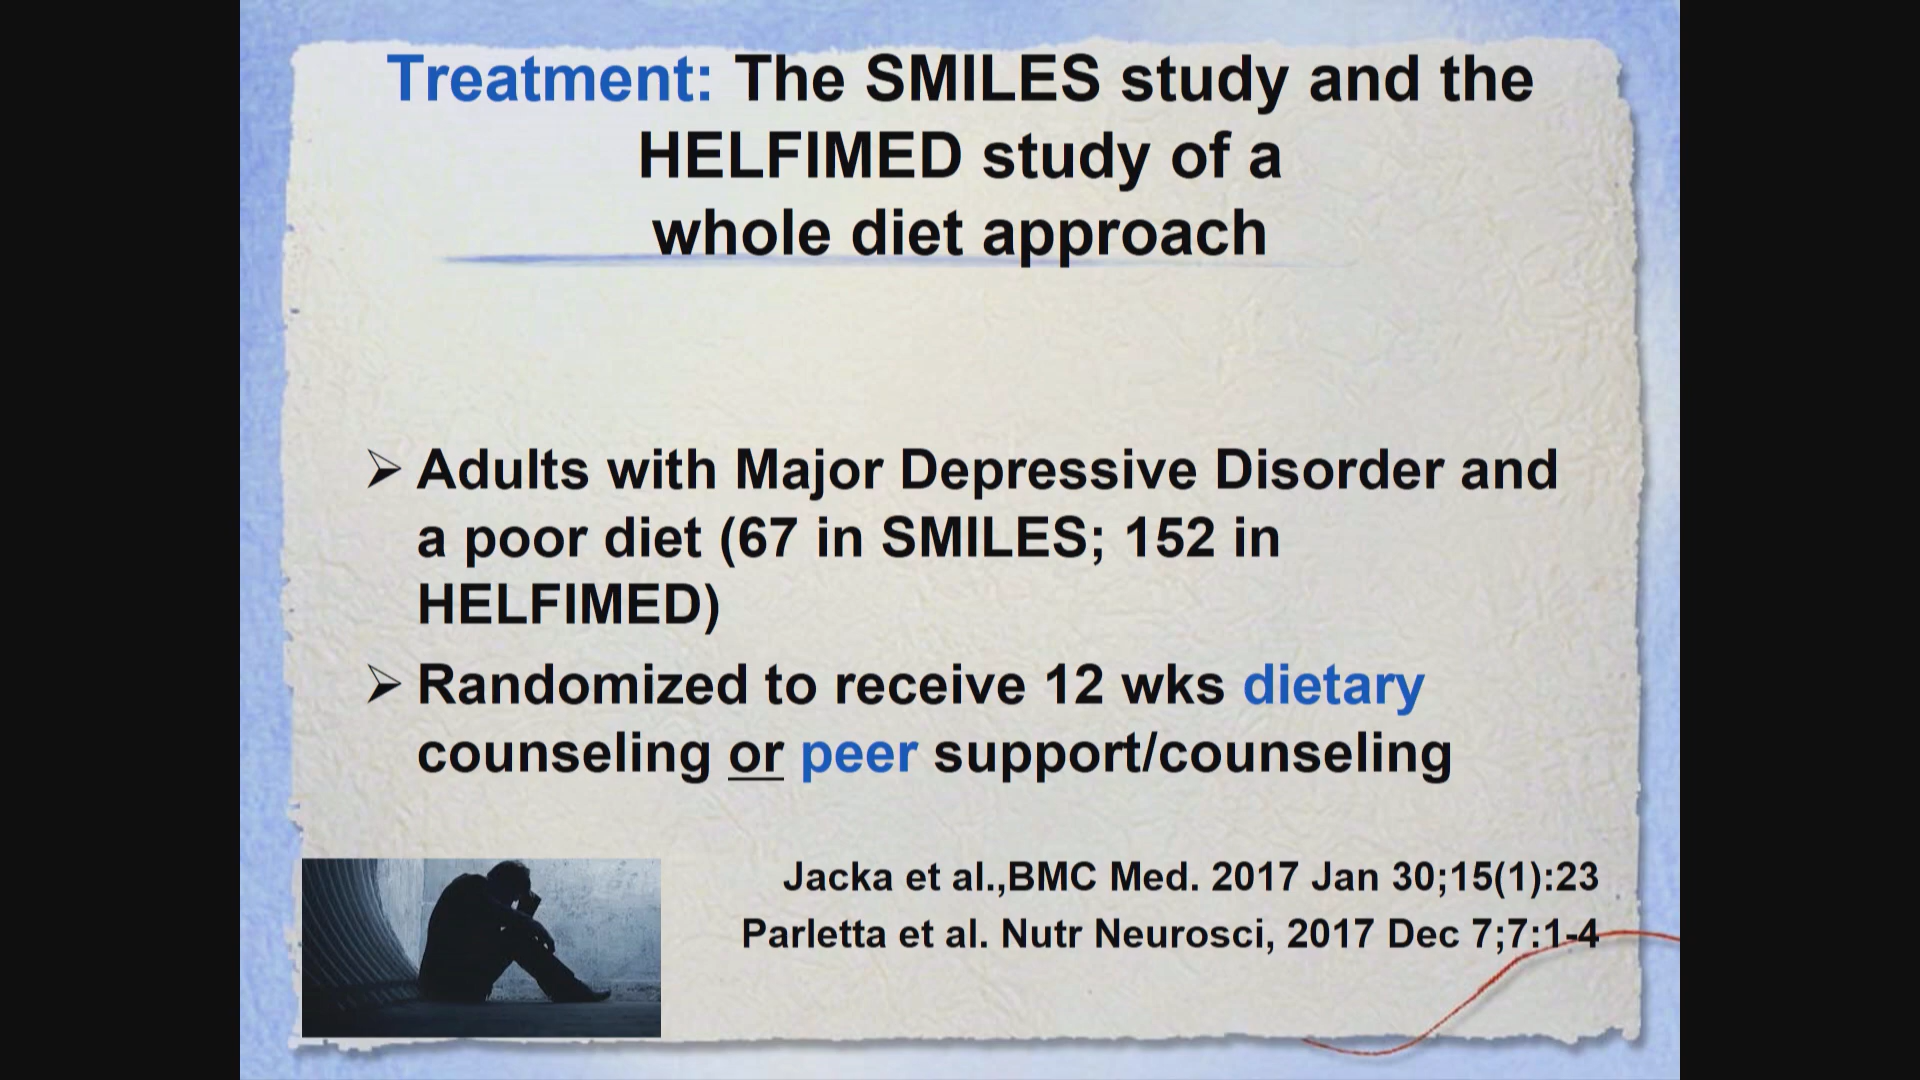 Treatment: The SMILES study and the
HELFIMED study of a
whole diet approach
Adults with Major Depressive Disorder and
a poor diet (67 in SMILES; 152 in
HELFIMED)
Randomized to receive 12 wks dietary
counseling or peer support/counseling
Jacka et al.,BMC Med. 2017 Jan 30;15(1):23
Parletta et al. Nutr Neurosci, 2017 Dec 7;7:1-4